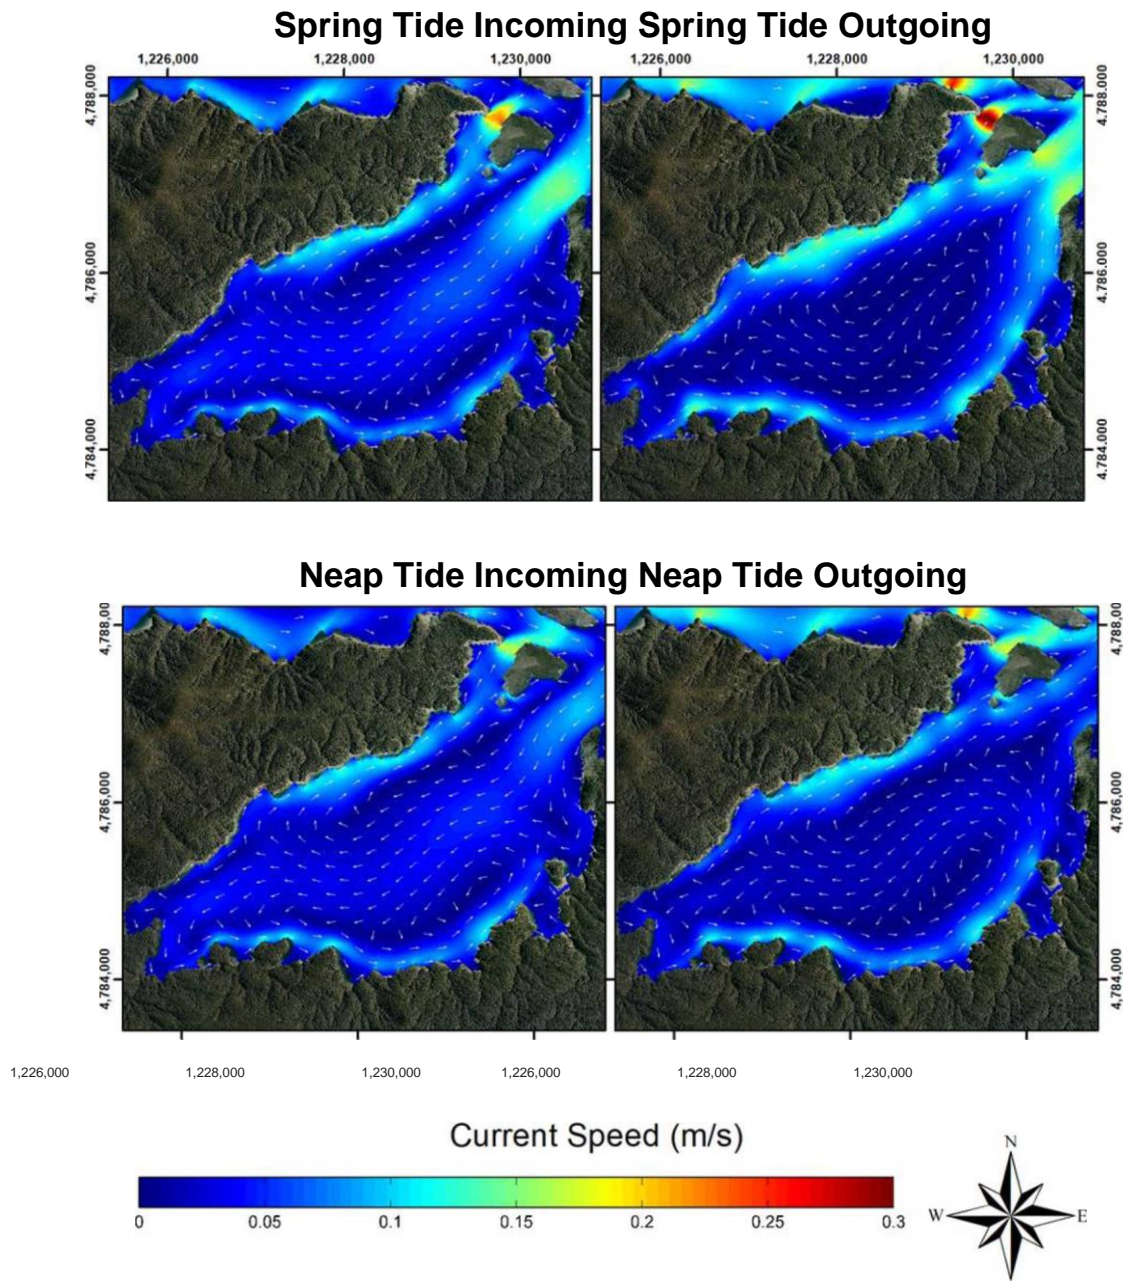 Spring Tide Incoming Spring Tide Outgoing
1,226,000 1,228,000 1,230,000 1,226,000 1,228,000 1,230,000
4,788,000 4,788,000
4,786,000 4,786,000
4,784,000 4,784,000
Neap Tide Incoming Neap Tide Outgoing
4,788,00 4,788,00
4,786,000 4,786,000
4,784,000 4,784,000
1,226,000 1,228,000 1,230,000 1,226,000 1,228,000 1,230,000
Current Speed (m/s)
0 0.05 0.1 0.15 0.2 0.25 0.3
N
W E